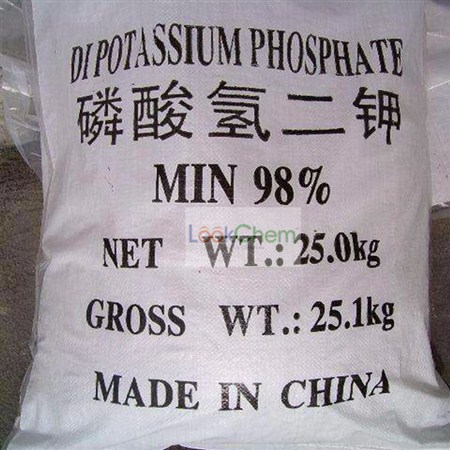 DI POTASSIUM PHOSPHATE
磷酸氢二钾
MIN 98%
LookChem
NET WT.: 25.0kg
GROSS WT.: 25.1kg
MADE IN CHINA